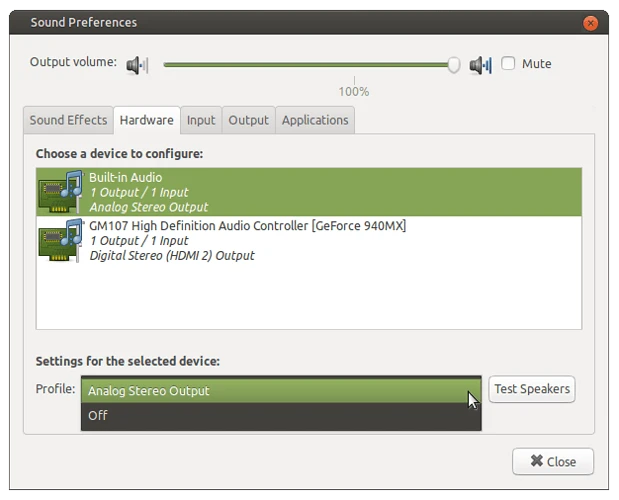 Sound Preferences
Output volume:
Mute
100%
Sound Effects Hardware Input Output Applications
Choose a device to configure:
Built-in Audio
1 Output / 1 Input
Analog Stereo Output
GM107 High Definition Audio Controller [GeForce 940MX]
1 Output / 1 Input
Digital Stereo (HDMI 2) Output
Settings for the selected device:
Profile: Analog Stereo Output Test Speakers
Off
Close